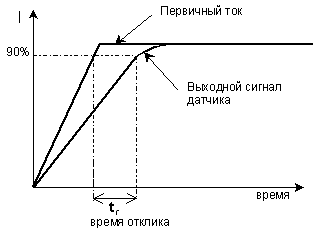 I
Первичный ток
90%
Выходной сигнал
датчика
время
tr
время отклика